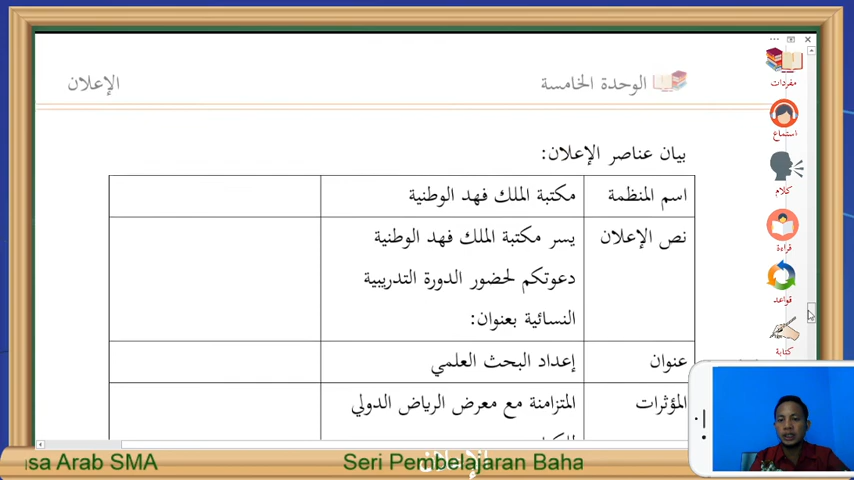 الوحدة الخامسة
الإعلان
بيان عناصر الإعلان:
اسم المنظمة
مكتبة الملك فهد الوطنية
نص الإعلان
يسر مكتبة الملك فهد الوطنية
دعوتكم لحضور الدورة التدريبية
النسائية بعنوان:
عنوان
إعداد البحث العلمي
المؤثرات
المتزامنة مع معرض الرياض الدولي
مفردات
استماع
كلام
قراءة
قواعد
كتابة
الإعلان
sa Arab SMA
Seri Pembelajaran Baha